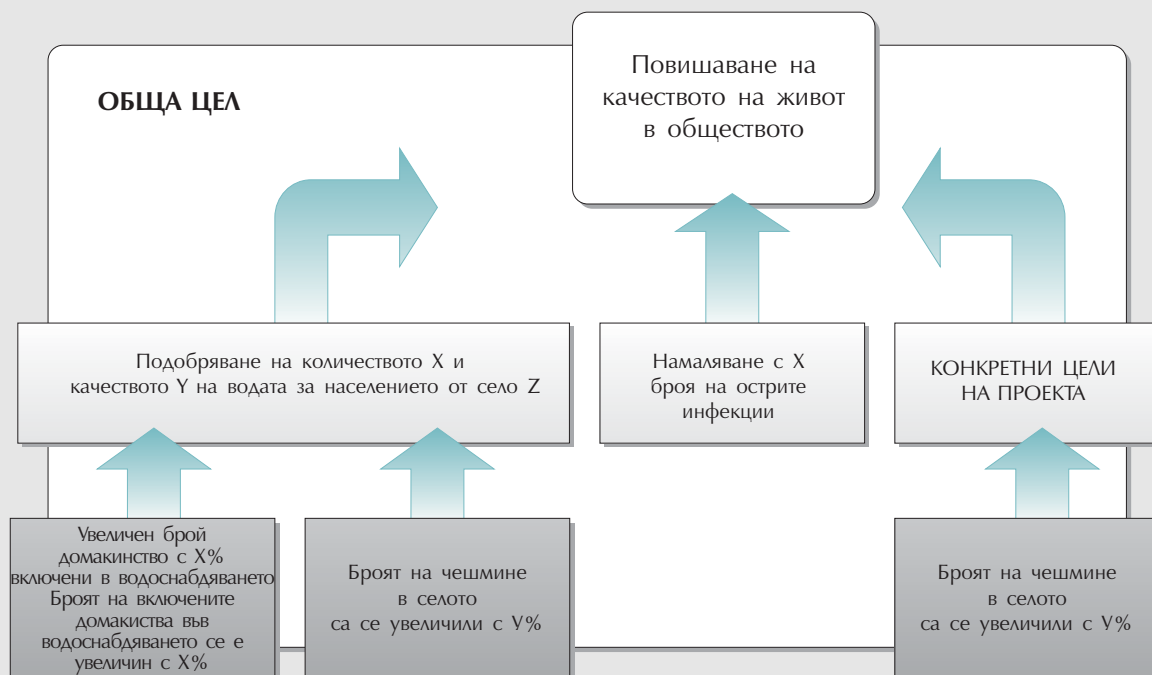 ОБЩА ЦЕЛ
Повишаване на
качеството на живот
в обществото
Подобряване на количеството X и
качеството Y на водата за населението от село Z
Намаляване с X
броя на острите
инфекции
КОНКРЕТНИ ЦЕЛИ
НА ПРОЕКТА
Увеличен брой
домакинство с X%
включени в водоснабдяването
Броят на включените
домакиства във
водоснабдяването се е
увеличин с X%
Броят на чешмине
в селото
са се увеличили с У%
Броят на чешмине
в селото
са се увеличили с У%